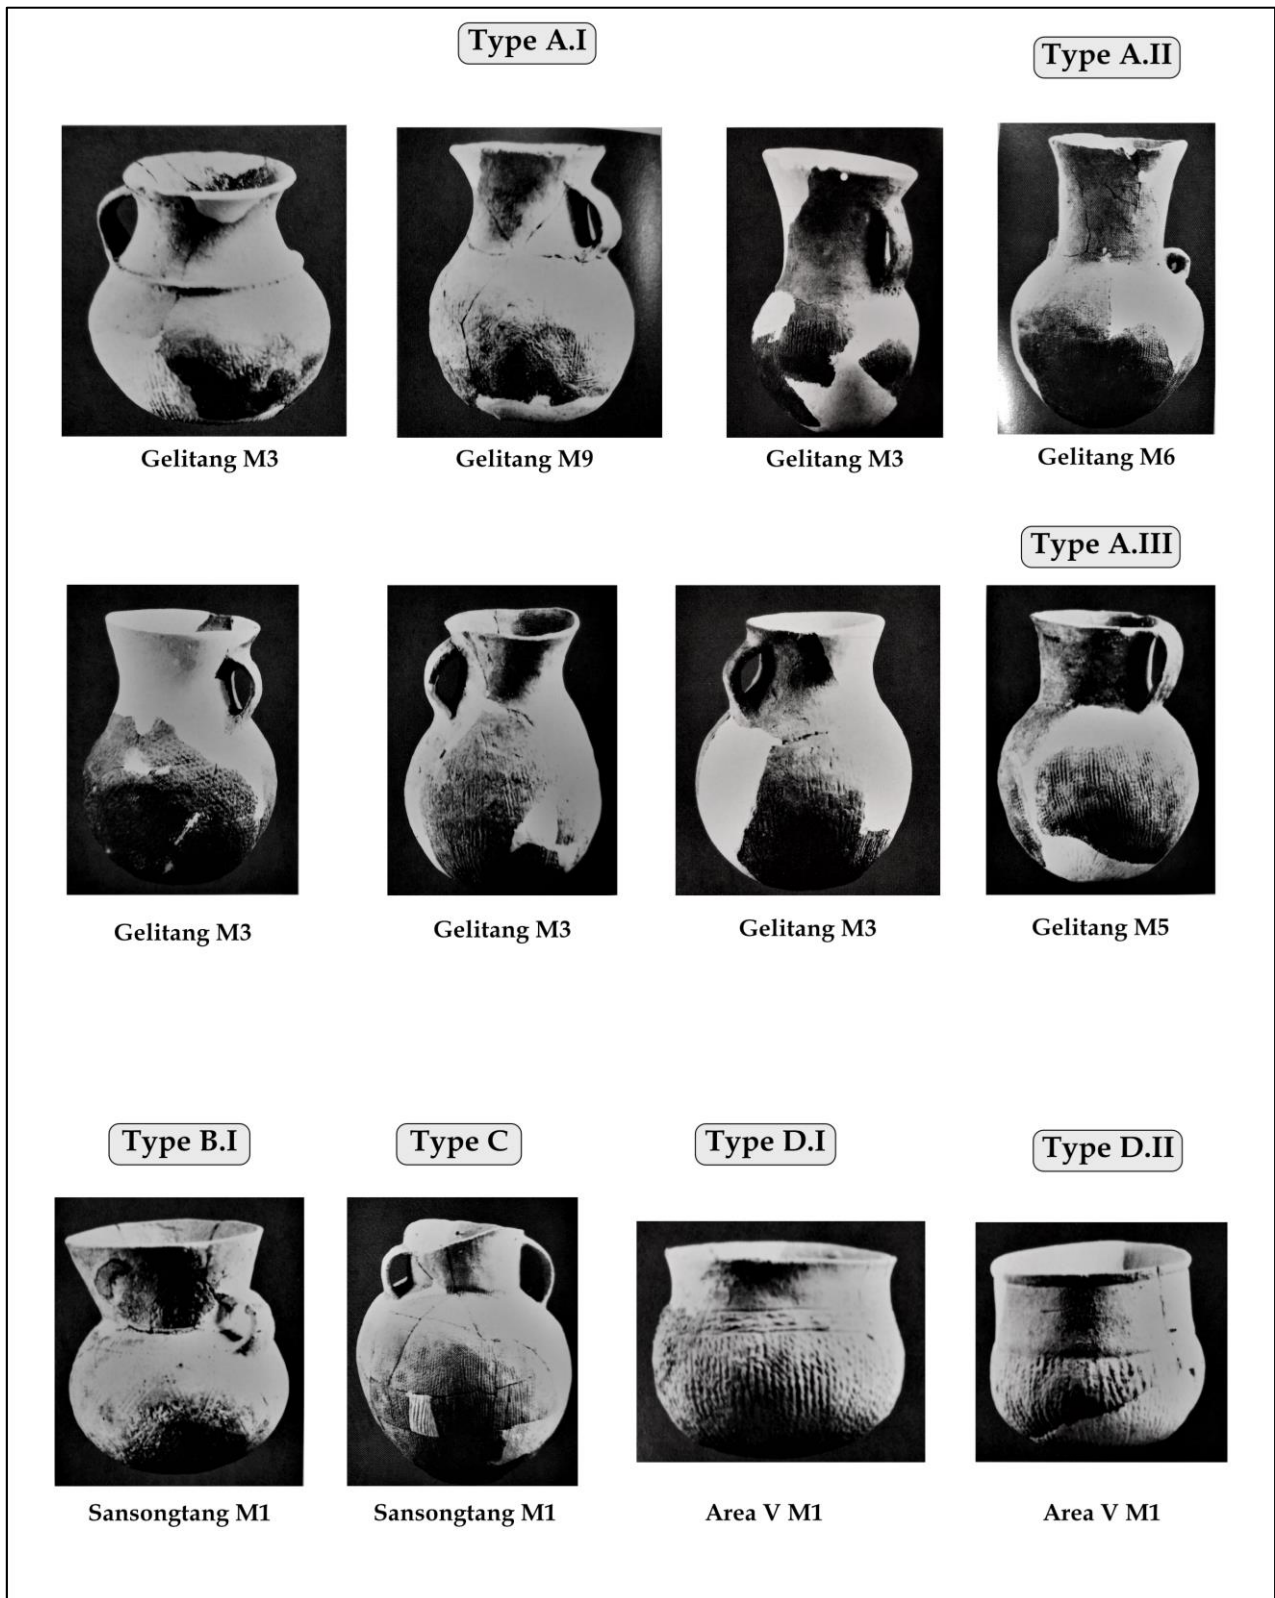 Type A.I
Type A.II
Gelitang M3
Gelitang M9
Gelitang M3
Gelitang M6
Type A.III
Gelitang M3
Gelitang M3
Gelitang M3
Gelitang M5
Type B.I
Type C
Type D.I
Type D.II
Sansongtang M1
Sansongtang M1
Area V M1
Area V M1